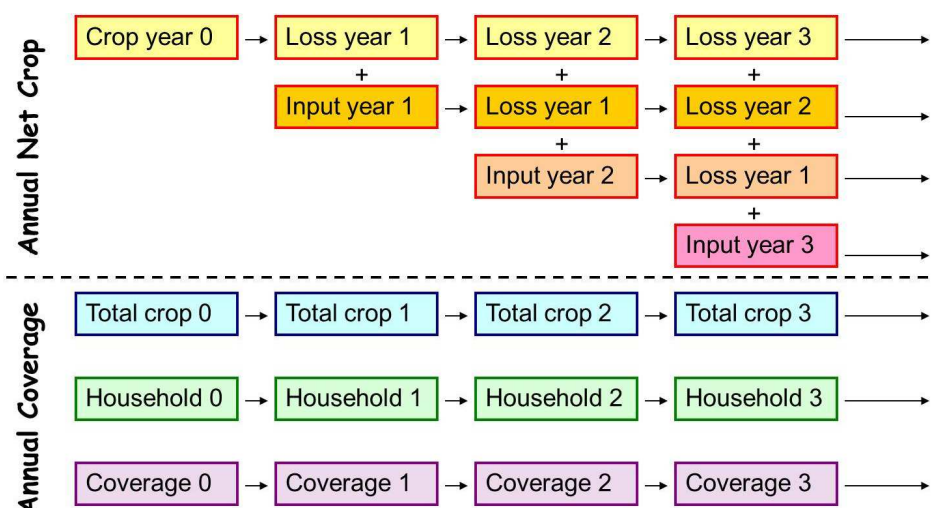 Annual Net Crop
Crop year 0
Loss year 1
Loss year 2
Loss year 3
+
+
+
Input year 1
Loss year 1
Loss year 2
+
+
Input year 2
Loss year 1
+
Input year 3
Annual Coverage
Total crop 0
Total crop 1
Total crop 2
Total crop 3
Household 0
Household 1
Household 2
Household 3
Coverage 0
Coverage 1
Coverage 2
Coverage 3